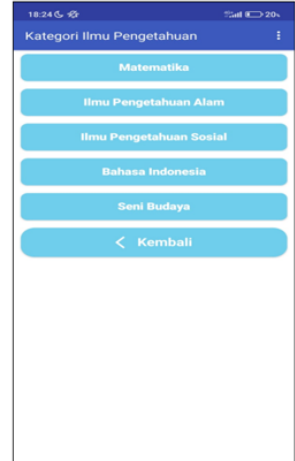 18:24
20%
Kategori Ilmu Pengetahuan
Matematika
Ilmu Pengetahuan Alam
Ilmu Pengetahuan Sosial
Bahasa Indonesia
Seni Budaya
Kembali